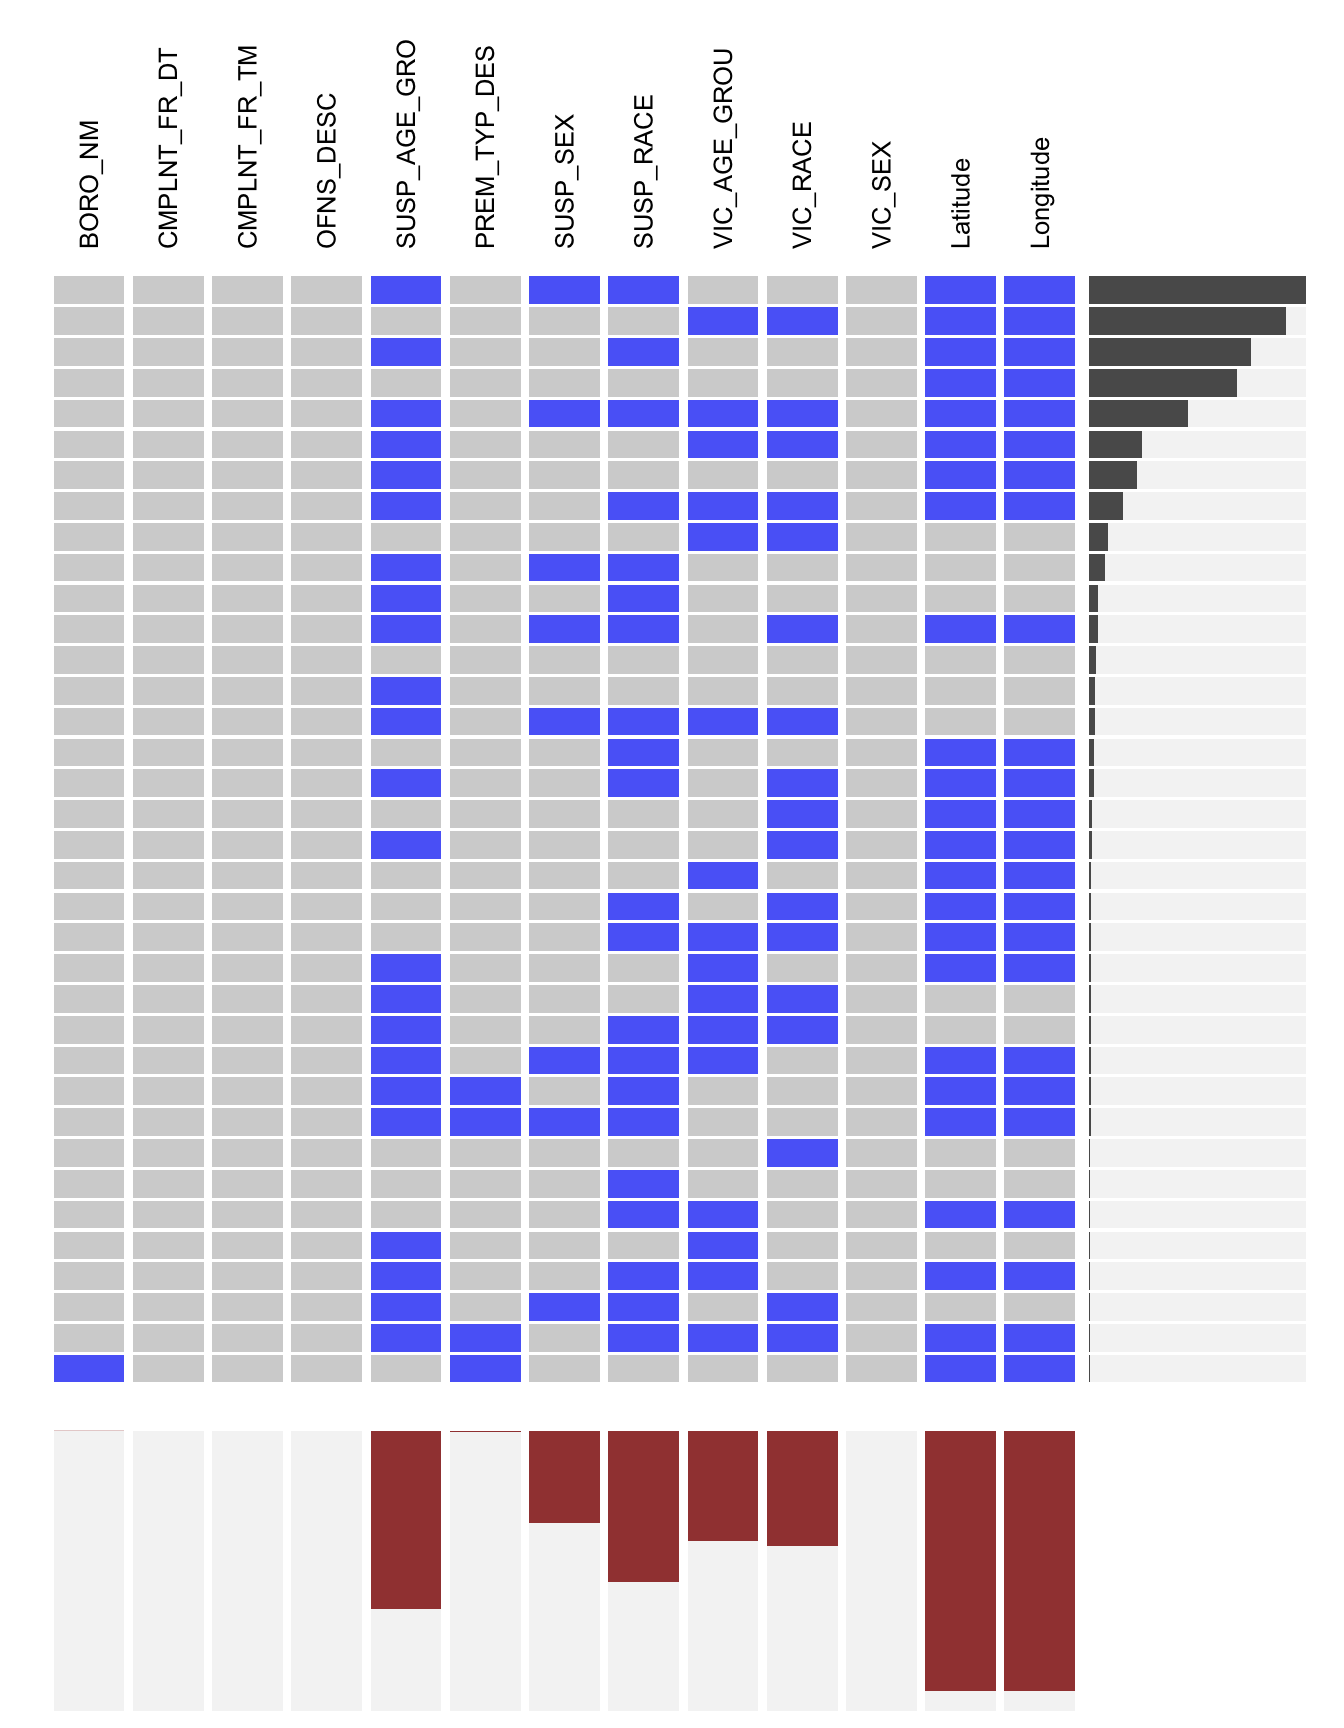 BORO_NM
CMPLNT_FR_DT
CMPLNT_FR_TM
OFNS_DESC
SUSP_AGE_GRO
PREM_TYP_DES
SUSP_SEX
SUSP_RACE
VIC_AGE_GROU
VIC_RACE
VIC_SEX
Latitude
Longitude